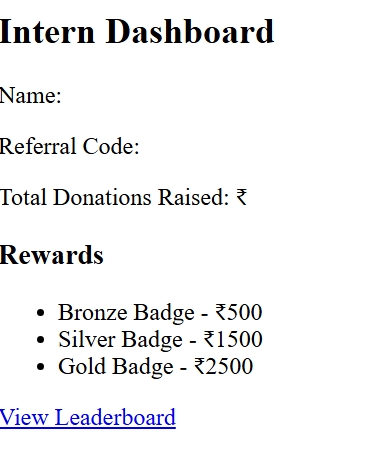 Intern Dashboard
Name:
Referral Code:
Total Donations Raised: ₹
Rewards
• Bronze Badge - ₹500
• Silver Badge - ₹1500
• Gold Badge - ₹2500
View Leaderboard